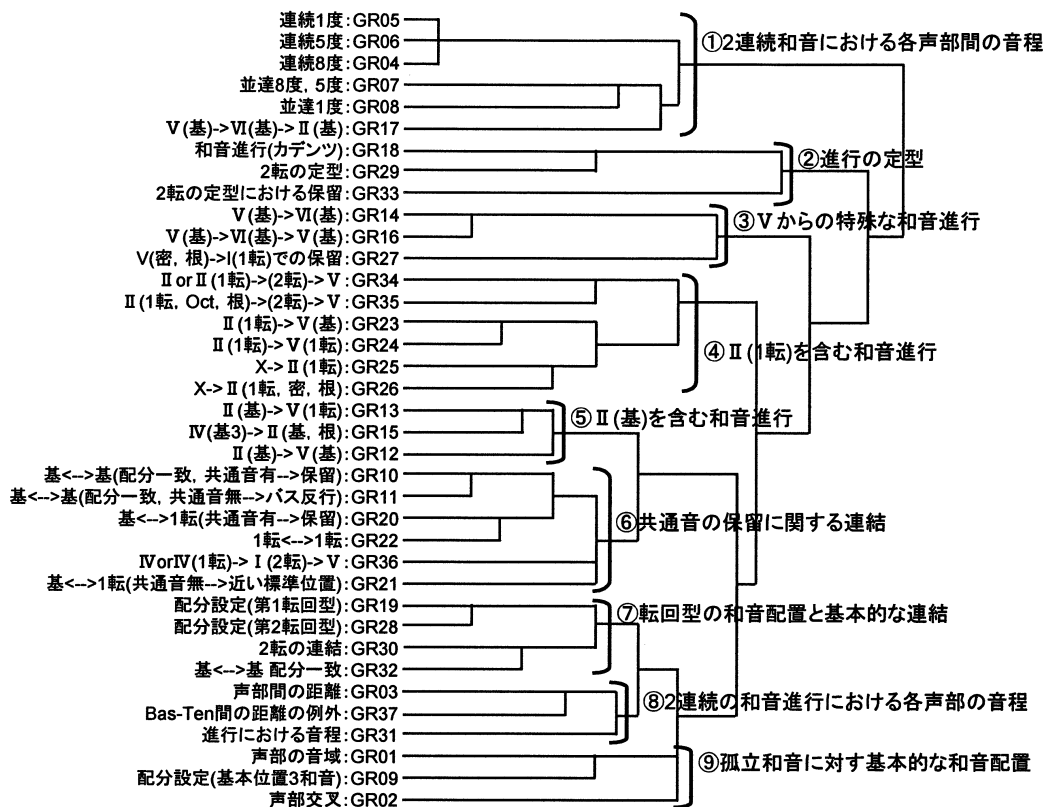 連続1度:GR05
連続5度:GR06
連続8度:GR04
並達8度, 5度:GR07
並達1度:GR08
Ⅴ(基)->Ⅵ(基)->Ⅱ(基):GR17
①2連続和音における各声部間の音程
和音進行(カデンツ):GR18
2転の定型:GR29
2転の定型における保留:GR33
②進行の定型
Ⅴ(基)->Ⅵ(基):GR14
Ⅴ(基)->Ⅵ(基)->Ⅴ(基):GR16
V(密, 根)->I(1転)での保留:GR27
③Ⅴからの特殊な和音進行
ⅡorⅡ(1転)->(2転)->Ⅴ:GR34
Ⅱ(1転, Oct, 根)->(2転)->Ⅴ:GR35
Ⅱ(1転)->Ⅴ(基):GR23
Ⅱ(1転)->Ⅴ(1転):GR24
X->Ⅱ(1転):GR25
X->Ⅱ(1転, 密, 根):GR26
④Ⅱ(1転)を含む和音進行
Ⅱ(基)->Ⅴ(1転):GR13
Ⅳ(基3)->Ⅱ(基, 根):GR15
Ⅱ(基)->Ⅴ(基):GR12
⑤Ⅱ(基)を含む和音進行
基<-->基(配分一致, 共通音有-->保留):GR10
基<-->基(配分一致, 共通音無-->バス反行):GR11
基<-->1転(共通音有-->保留):GR20
1転<-->1転:GR22
ⅣorⅣ(1転)->Ⅰ(2転)->Ⅴ:GR36
基<-->1転(共通音無-->近い標準位置):GR21
⑥共通音の保留に関する連結
配分設定(第1転回型):GR19
配分設定(第2転回型):GR28
2転の連結:GR30
基<-->基 配分一致:GR32
⑦転回型の和音配置と基本的な連結
声部間の距離:GR03
Bas-Ten間の距離の例外:GR37
進行における音程:GR31
⑧2連続の和音進行における各声部の音程
声部の音域:GR01
配分設定(基本位置3和音):GR09
声部交叉:GR02
⑨孤立和音に対す基本的な和音配置